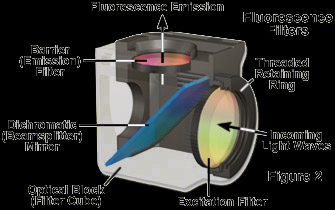 Fluorescence Emission
Fluorescence
Filters
Barrier
(Emission)
Filter
Threaded
Retaining
Ring
Dichromatic
(Beamsplitter)
Mirror
Incoming
Light Waves
Optical Block
(Filter Cube)
Excitation Filter
Figure 2